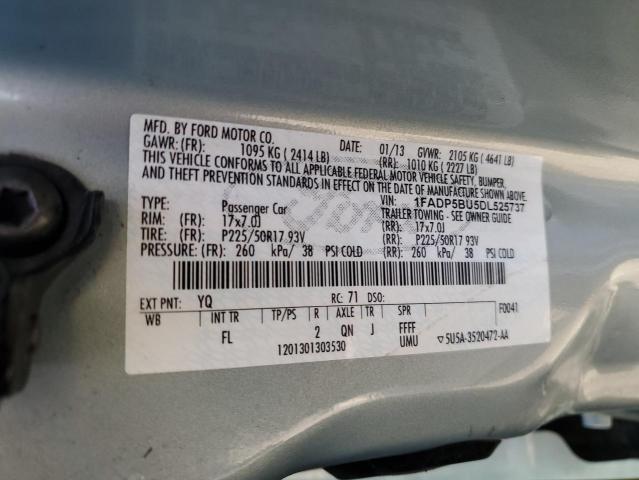 MFD. BY FORD MOTOR CO.
DATE: 01/13 GVWR: 2105 KG ( 4641 LB)
GAWR: (FR): 1095 KG ( 2414 LB) (RR): 1010 KG ( 2227 LB)
THIS VEHICLE CONFORMS TO ALL APPLICABLE FEDERAL MOTOR VEHICLE SAFETY, BUMPER,
AND THEFT PREVENTION STANDARDS IN EFFECT ON THE DATE OF MANUFACTURE SHOWN ABOVE.
VIN: 1FADP5BU5DL525737
TYPE: Passenger Car TRAILER TOWING - SEE OWNER GUIDE
RIM: (FR): 17x7.0J (RR): 17x7.0J
TIRE: (FR): P225/50R17 93V (RR): P225/50R17 93V
PRESSURE: (FR): 260 kPa/ 38 PSI COLD (RR): 260 kPa/ 38 PSI COLD
EXT PNT: YQ RC: 71 DSO: F0041
WB INT TR TP/PS R AXLE TR SPR
FL 2 QN J FFFF
1201301303530 UMU 5U5A-3520472-AA